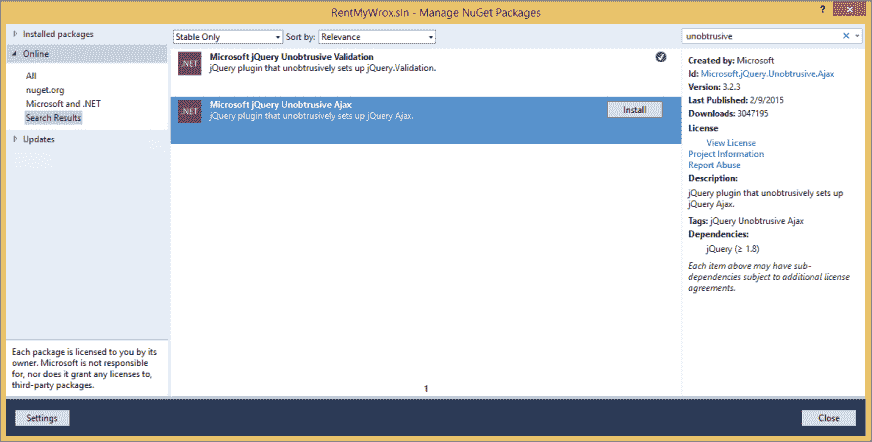 RentMyWrox.sln - Manage NuGet Packages
?
Installed packages
Online
All
nuget.org
Microsoft and .NET
Search Results
Updates
Each package is licensed to you by its
owner. Microsoft is not responsible
for, nor does it grant any licenses to,
third-party packages.
Stable Only
Sort by: Relevance
.NET
Microsoft jQuery Unobtrusive Validation
jQuery plugin that unobtrusively sets up jQuery.Validation.
.NET
Microsoft jQuery Unobtrusive Ajax
jQuery plugin that unobtrusively sets up jQuery Ajax.
Install
1
unobtrusive
Created by: Microsoft
Id: Microsoft.jQuery.Unobtrusive.Ajax
Version: 3.2.3
Last Published: 2/9/2015
Downloads: 3047195
License
View License
Project Information
Report Abuse
Description:
jQuery plugin that unobtrusively sets up
jQuery Ajax.
Tags: jQuery Unobtrusive Ajax
Dependencies:
jQuery (≥ 1.8)
Each item above may have sub-
dependencies subject to additional license
agreements.
Settings
Close